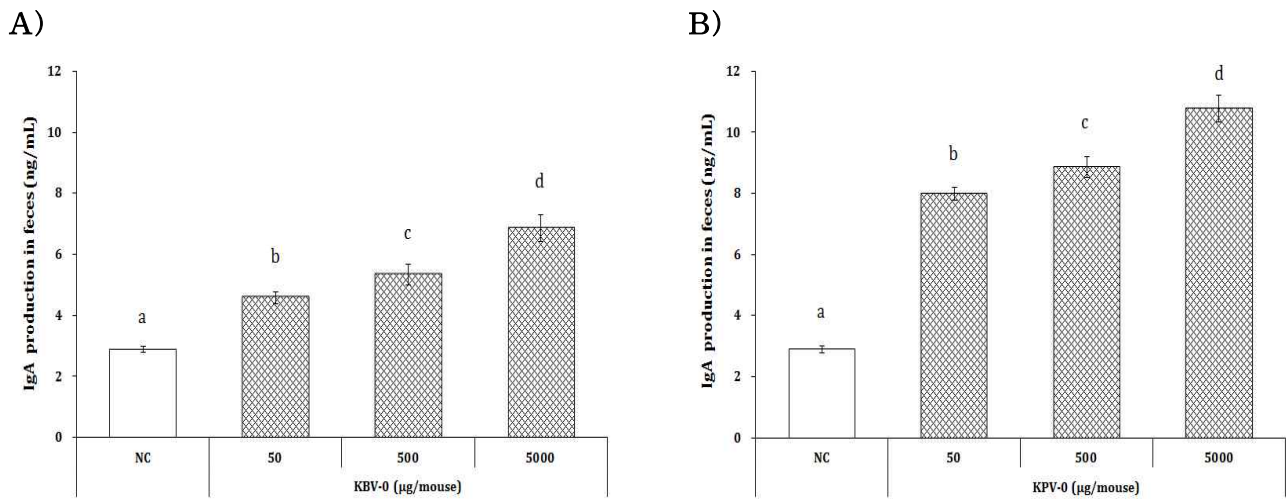 A)
IgA production in feces (ng/mL)
12
10
8
6
4
2
0
a
b
c
d
NC
50
500
5000
KBV-0 (μg/mouse)
B)
IgA production in feces (ng/mL)
12
10
8
6
4
2
0
a
b
c
d
NC
50
500
5000
KPV-0 (μg/mouse)